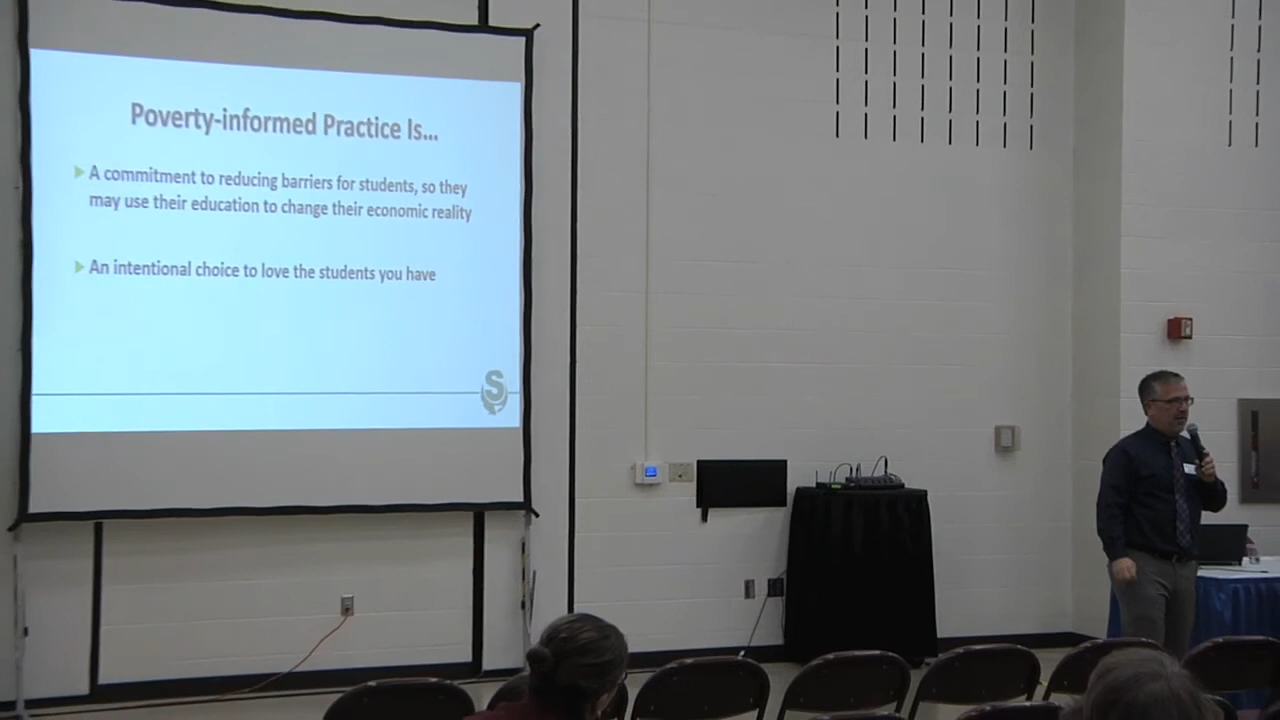 Poverty-informed Practice Is...
A commitment to reducing barriers for students, so they
may use their education to change their economic reality
An intentional choice to love the students you have
S